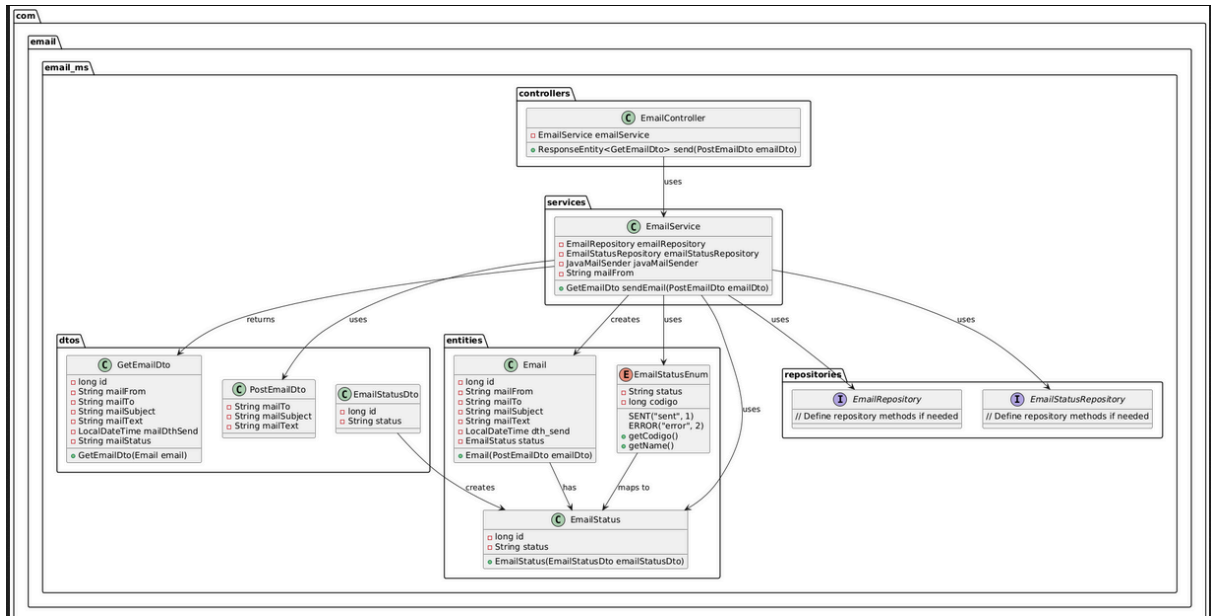 com
email
email_ms
controllers
C EmailController
EmailService emailService
ResponseEntity<GetEmailDto> send(PostEmailDto emailDto)
uses
services
C EmailService
EmailRepository emailRepository
EmailStatusRepository emailStatusRepository
JavaMailSender javaMailSender
String mailFrom
GetEmailDto sendEmail(PostEmailDto emailDto)
returns
uses
creates
uses
uses
uses
uses
dtos
C GetEmailDto
long id
String mailFrom
String mailTo
String mailSubject
String mailText
LocalDateTime mailDthSend
String mailStatus
GetEmailDto(Email email)
C PostEmailDto
String mailTo
String mailSubject
String mailText
C EmailStatusDto
long id
String status
creates
entities
C Email
long id
String mailFrom
String mailTo
String mailSubject
String mailText
LocalDateTime dth_send
EmailStatus status
Email(PostEmailDto emailDto)
E EmailStatusEnum
String status
long codigo
SENT("sent", 1)
ERROR("error", 2)
getCodigo()
getName()
has
maps to
C EmailStatus
long id
String status
EmailStatus(EmailStatusDto emailStatusDto)
repositories
I EmailRepository
// Define repository methods if needed
I EmailStatusRepository
// Define repository methods if needed